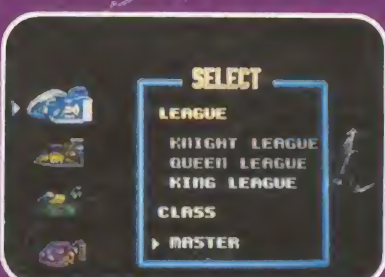 SELECT
LEAGUE
KNIGHT LEAGUE
QUEEN LEAGUE
KING LEAGUE
CLASS
MASTER